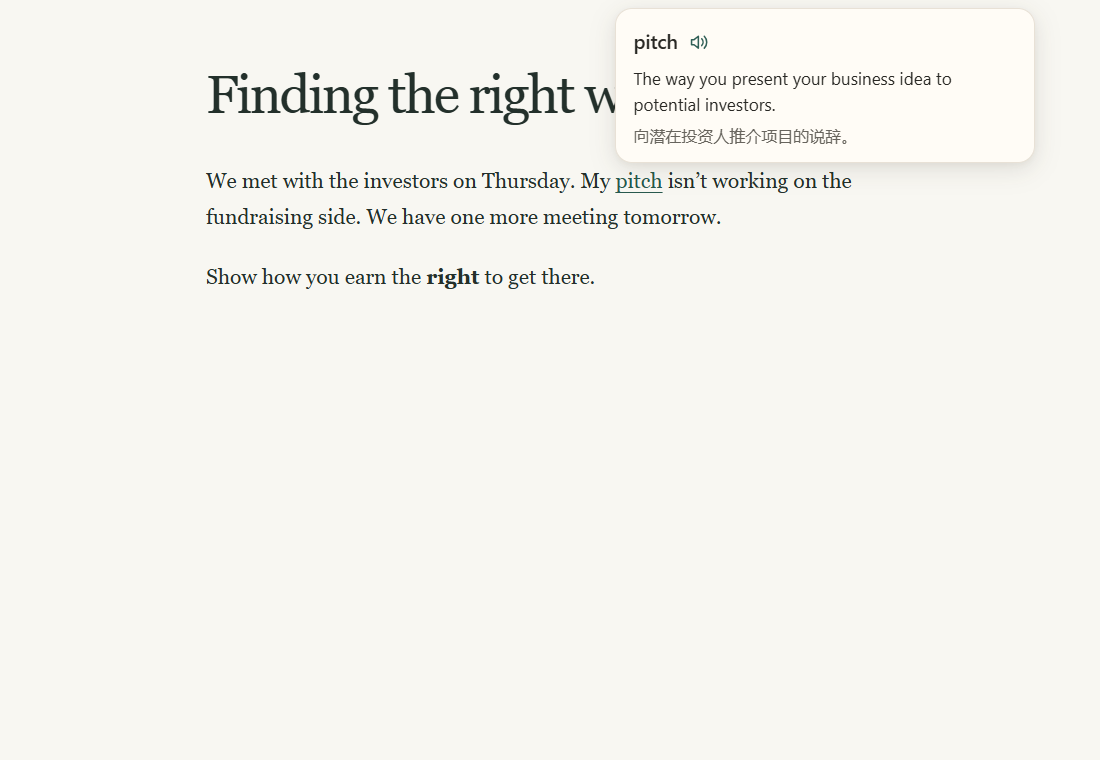 pitch
The way you present your business idea to
potential investors.
向潜在投资人推介项目的说辞。
Finding the right
We met with the investors on Thursday. My pitch isn’t working on the
fundraising side. We have one more meeting tomorrow.
Show how you earn the right to get there.